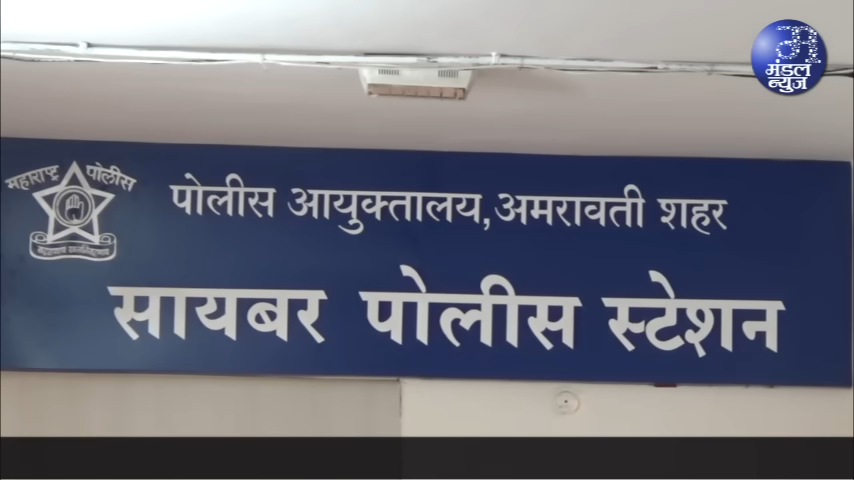 मंडल
न्युज
महाराष्ट्र पोलीस
पोलीस आयुक्तालय,अमरावती शहर
सायबर पोलीस स्टेशन